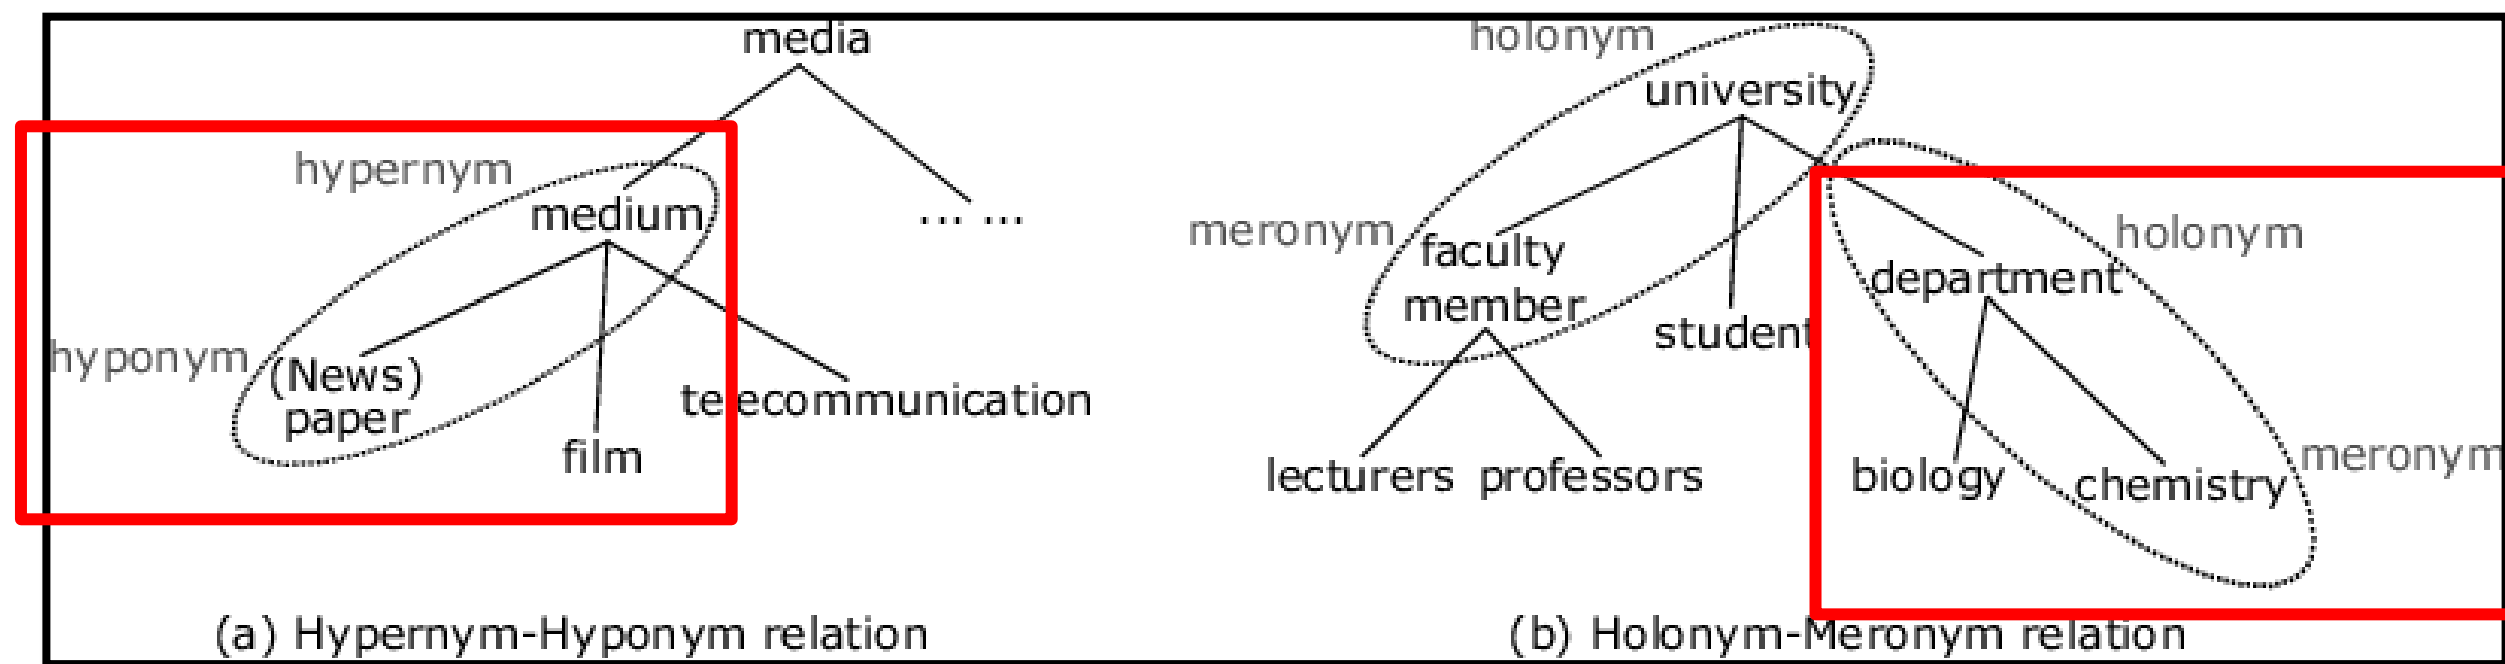 media
hypernym
medium
... ...
hyponym
(News)
paper
telecommunication
film
(a) Hypernym-Hyponym relation
holonym
university
meronym
faculty
member
student
holonym
department
lecturers
professors
biology
chemistry
meronym
(b) Holonym-Meronym relation